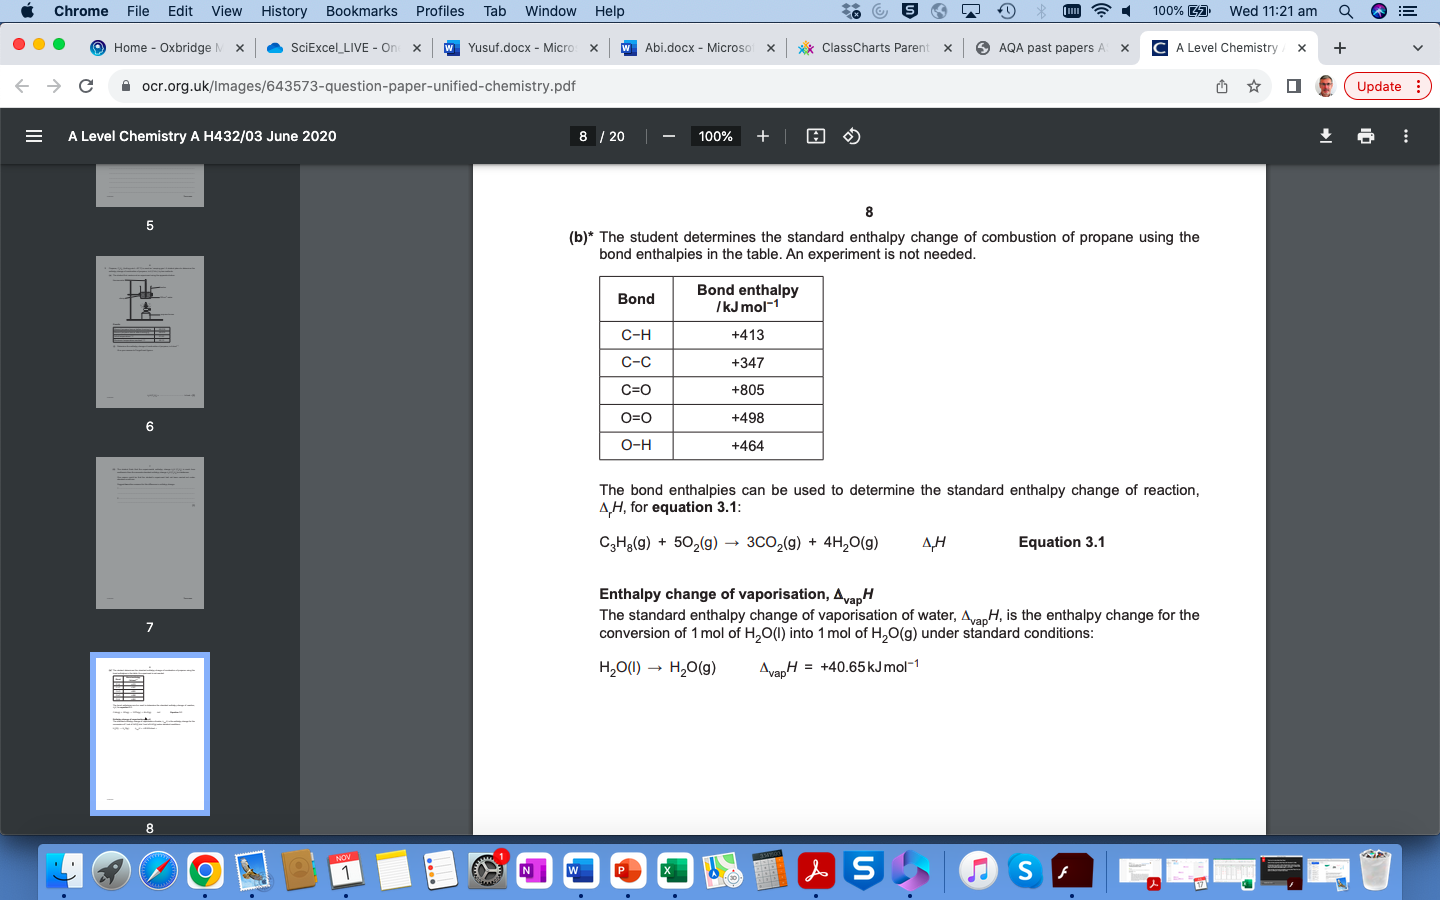 Chrome File Edit View History Bookmarks Profiles Tab Window Help 100% Wed 11:21 am
Home - Oxbridge M
SciExcel_LIVE - On
Yusuf.docx - Micro
Abi.docx - Microso
ClassCharts Parent
AQA past papers A
A Level Chemistry
ocr.org.uk/Images/643573-question-paper-unified-chemistry.pdf
Update
A Level Chemistry A H432/03 June 2020
8 / 20
100%
5
6
7
8
8
(b)* The student determines the standard enthalpy change of combustion of propane using the
bond enthalpies in the table. An experiment is not needed.
Bond Bond enthalpy /kJ mol⁻¹
C–H +413
C–C +347
C=O +805
O=O +498
O–H +464
The bond enthalpies can be used to determine the standard enthalpy change of reaction,
ΔᵣH, for equation 3.1:
C₃H₈(g) + 5O₂(g) → 3CO₂(g) + 4H₂O(g) ΔᵣH Equation 3.1
Enthalpy change of vaporisation, ΔvapH
The standard enthalpy change of vaporisation of water, ΔvapH, is the enthalpy change for the
conversion of 1 mol of H₂O(l) into 1 mol of H₂O(g) under standard conditions:
H₂O(l) → H₂O(g) ΔvapH = +40.65 kJ mol⁻¹
NOV
1
1